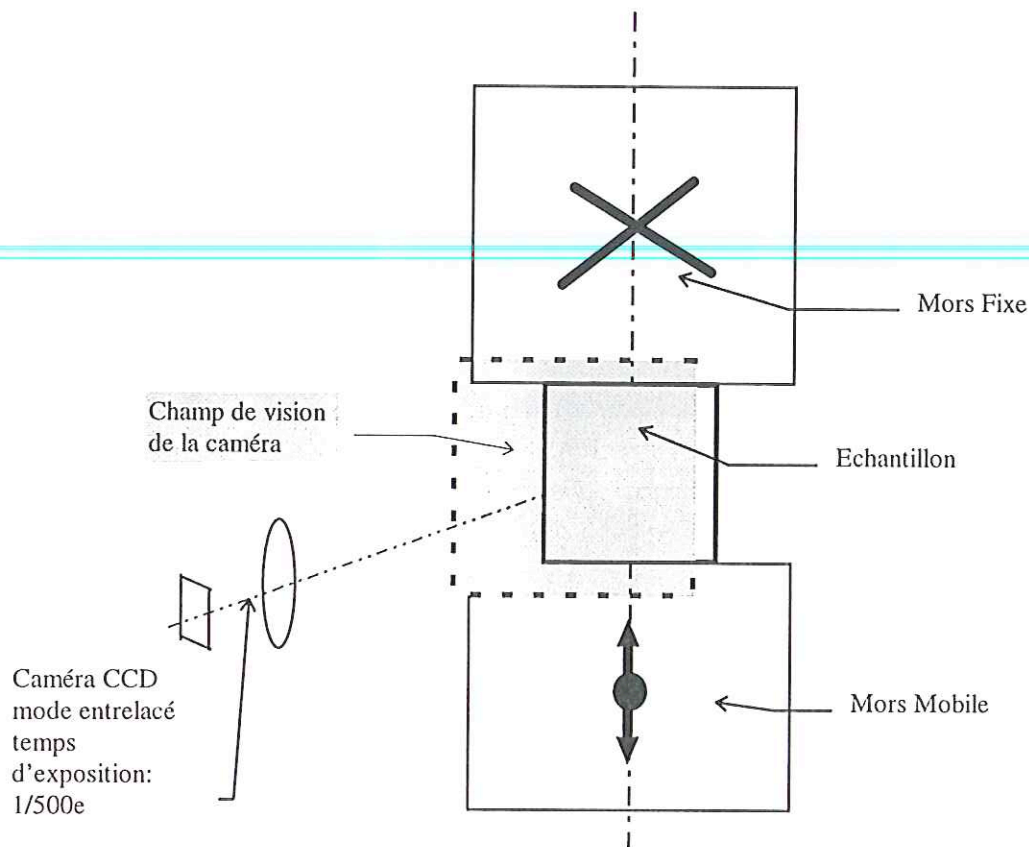 Mors Fixe
Champ de vision
de la caméra
Echantillon
Caméra CCD
mode entrelacé
temps
d'exposition:
1/500e
Mors Mobile